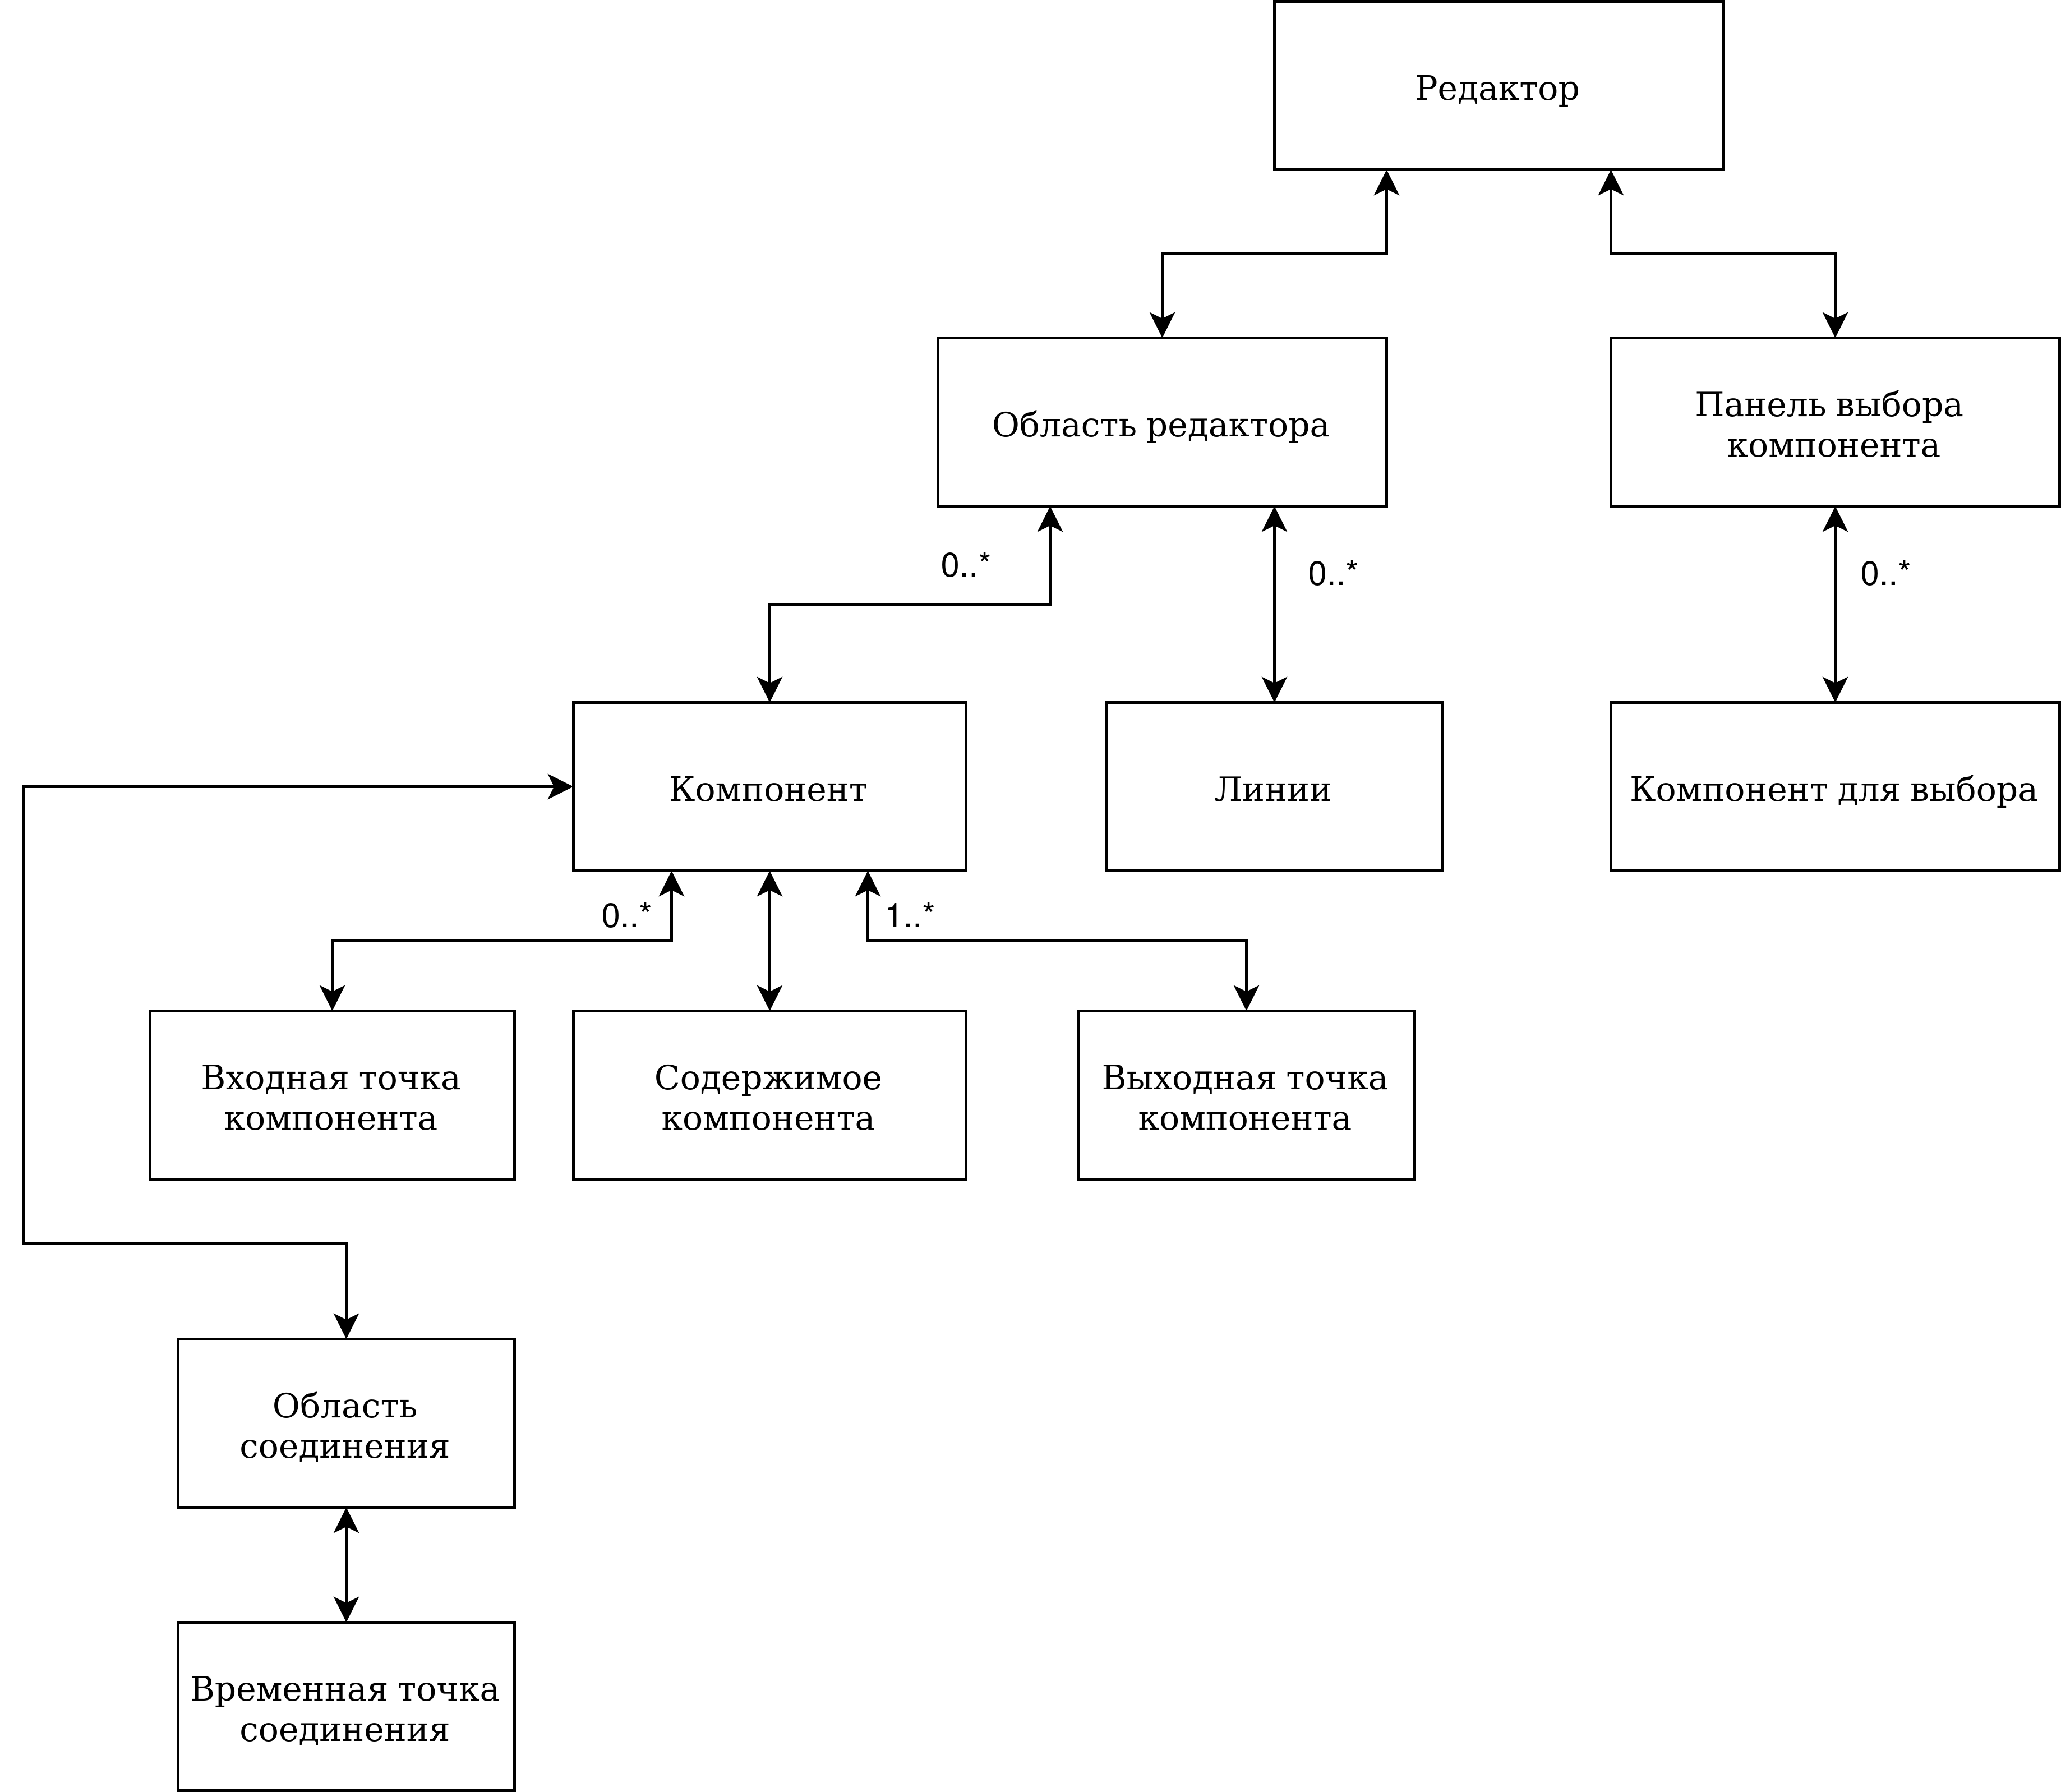 Редактор
Область редактора
Панель выбора
компонента
0..*
0..*
0..*
Компонент
Линии
Компонент для выбора
0..*
1..*
Входная точка
компонента
Содержимое
компонента
Выходная точка
компонента
Область
соединения
Временная точка
соединения